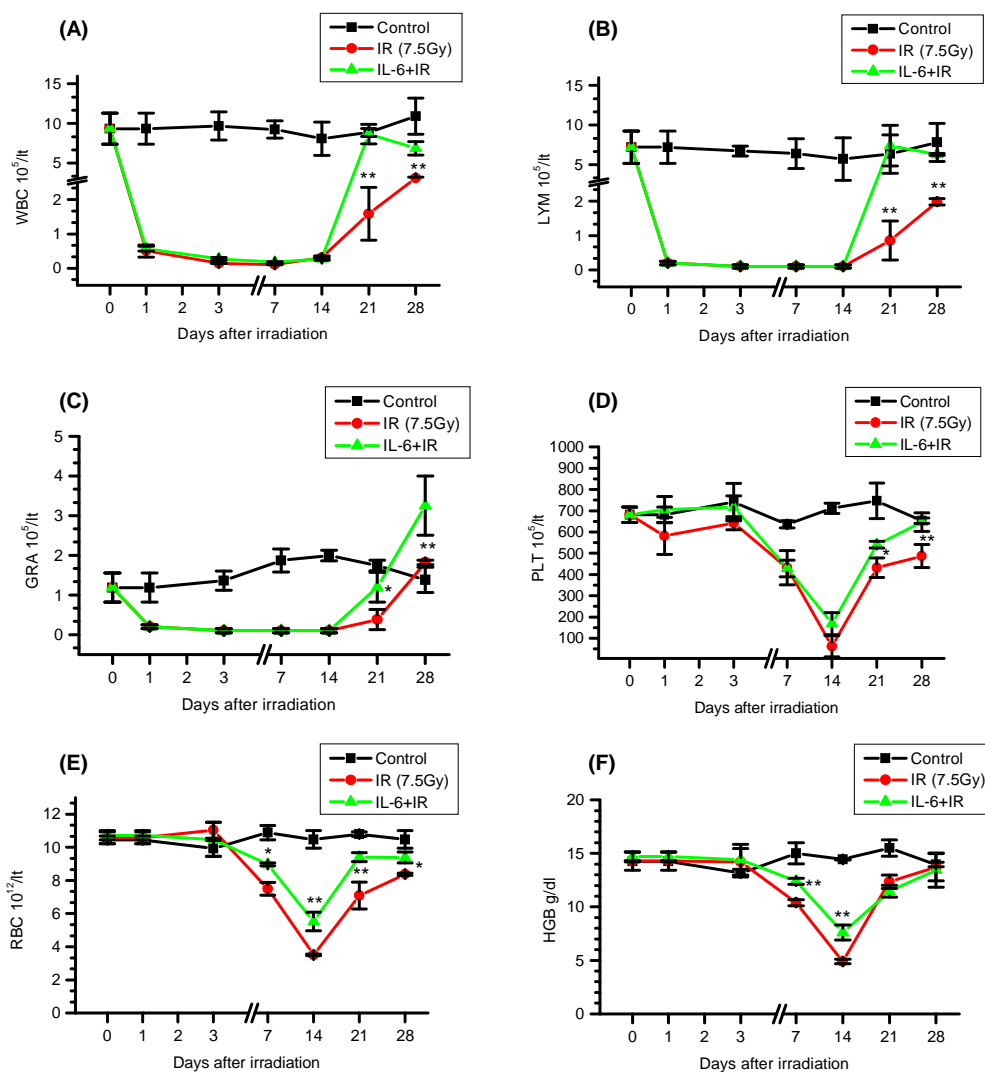 (A)
Control
IR (7.5Gy)
IL-6+IR
15
10
5
2
1
0
WBC 10⁵/lt
**
**
0 1 2 3 7 14 21 28
Days after irradiation
(B)
Control
IR (7.5Gy)
IL-6+IR
15
10
5
2
1
0
LYM 10⁵/lt
**
**
0 1 2 3 7 14 21 28
Days after irradiation
(C)
Control
IR (7.5Gy)
IL-6+IR
5
4
3
2
1
0
GRA 10⁵/lt
**
*
0 1 2 3 7 14 21 28
Days after irradiation
(D)
Control
IR (7.5Gy)
IL-6+IR
1000
900
800
700
600
500
400
300
200
100
PLT 10⁵/lt
*
**
0 1 2 3 7 14 21 28
Days after irradiation
(E)
Control
IR (7.5Gy)
IL-6+IR
12
10
8
6
4
2
0
RBC 10¹²/lt
*
**
**
*
0 1 2 3 7 14 21 28
Days after irradiation
(F)
Control
IR (7.5Gy)
IL-6+IR
20
15
10
5
0
HGB g/dl
**
**
0 1 2 3 7 14 21 28
Days after irradiation